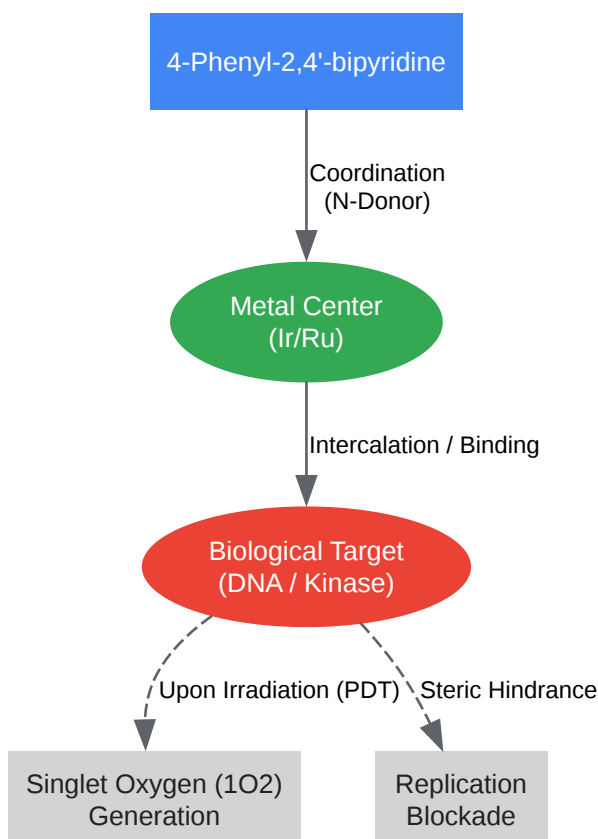 4-Phenyl-2,4'-bipyridine
Coordination
(N-Donor)
Metal Center
(Ir/Ru)
Intercalation / Binding
Biological Target
(DNA / Kinase)
Upon Irradiation (PDT)
Steric Hindrance
Singlet Oxygen (1O2)
Generation
Replication
Blockade